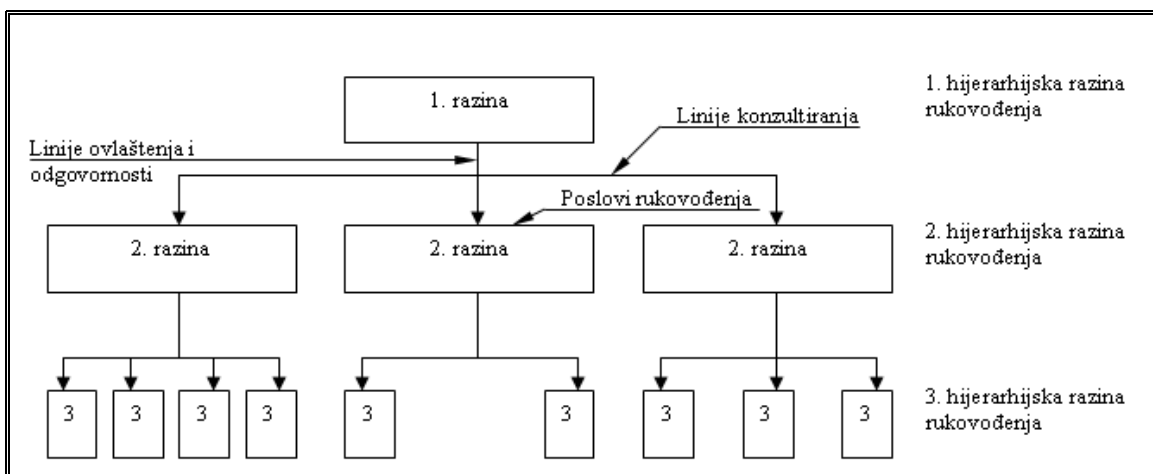 1. razina
1. hijerarhijska razina
rukovođenja
Linije konzultiranja
Linije ovlaštenja i
odgovornosti
Poslovi rukovođenja
2. razina
2. razina
2. razina
2. hijerarhijska razina
rukovođenja
3 3 3 3 3 3 3 3 3
3. hijerarhijska razina
rukovođenja